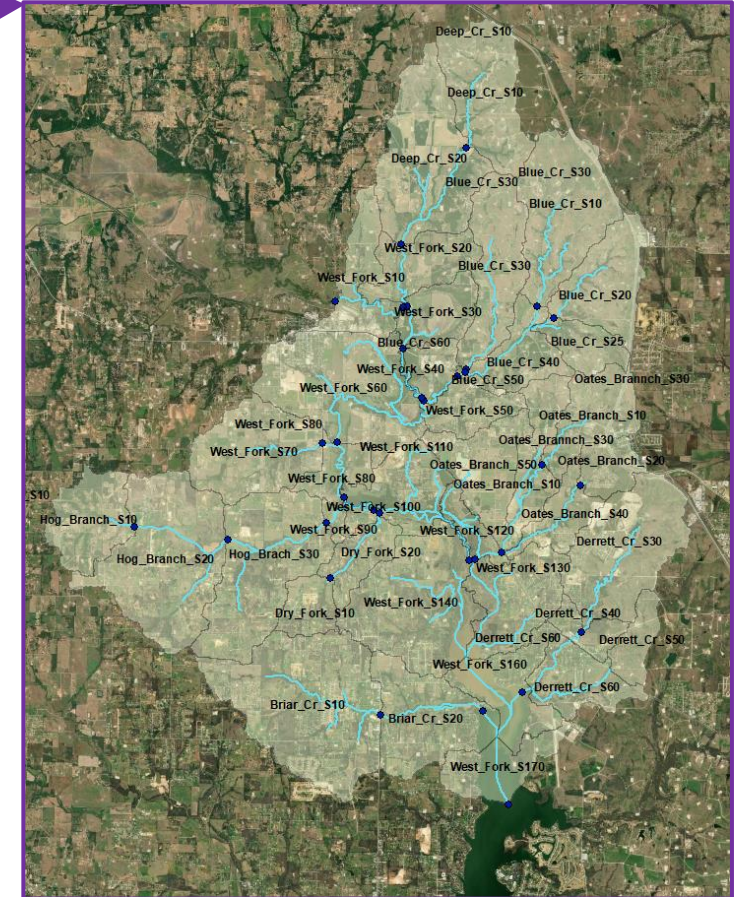 Deep_Cr_S10
Deep_Cr_S10
Deep_Cr_S20
Blue_Cr_S30
Blue_Cr_S30
Blue_Cr_S10
West_Fork_S20
Blue_Cr_S30
West_Fork_S10
Blue_Cr_S20
West_Fork_S30
Blue_Cr_S60
Blue_Cr_S25
West_Fork_S40
Blue_Cr_S40
West_Fork_S60
Blue_Cr_S50
Oates_Brannch_S30
West_Fork_S50
Oates_Branch_S10
West_Fork_S80
West_Fork_S70
West_Fork_S110
Oates_Brannch_S30
Oates_Branch_S50
Oates_Branch_S20
West_Fork_S80
Oates_Branch_S10
S10
West_Fork_S100
Oates_Branch_S40
Hog_Branch_S10
West_Fork_S90
West_Fork_S120
Derrett_Cr_S30
Hog_Branch_S20
Hog_Brach_S30
Dry_Fork_S20
West_Fork_S130
West_Fork_S140
Dry_Fork_S10
Derrett_Cr_S40
Derrett_Cr_S60
Derrett_Cr_S50
West_Fork_S160
Derrett_Cr_S60
Briar_Cr_S10
Briar_Cr_S20
West_Fork_S170